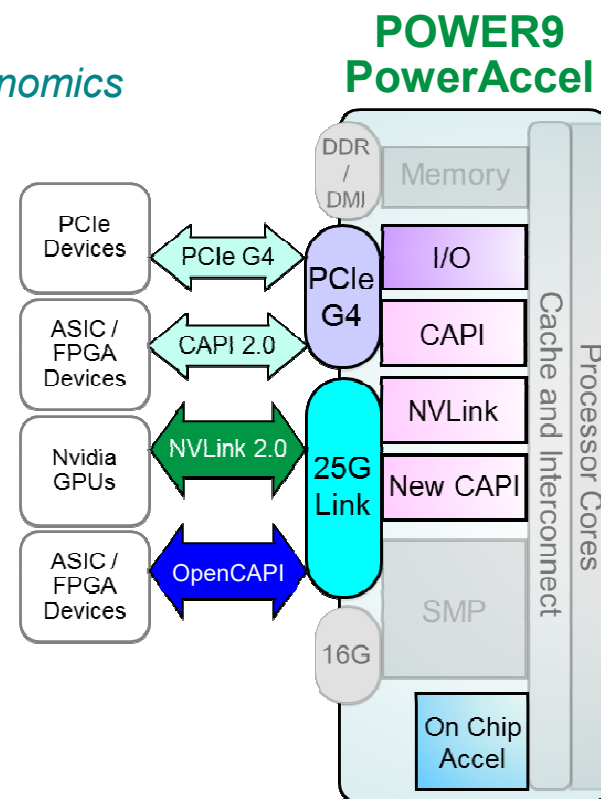 POWER9
PowerAccel
nomics
DDR
/
DMI
Memory
PCIe
Devices
PCIe G4
PCIe
G4
I/O
ASIC /
FPGA
Devices
CAPI 2.0
CAPI
Nvidia
GPUs
NVLink 2.0
25G
Link
NVLink
New CAPI
ASIC /
FPGA
Devices
OpenCAPI
SMP
16G
On Chip
Accel
Cache and Interconnect
Processor Cores